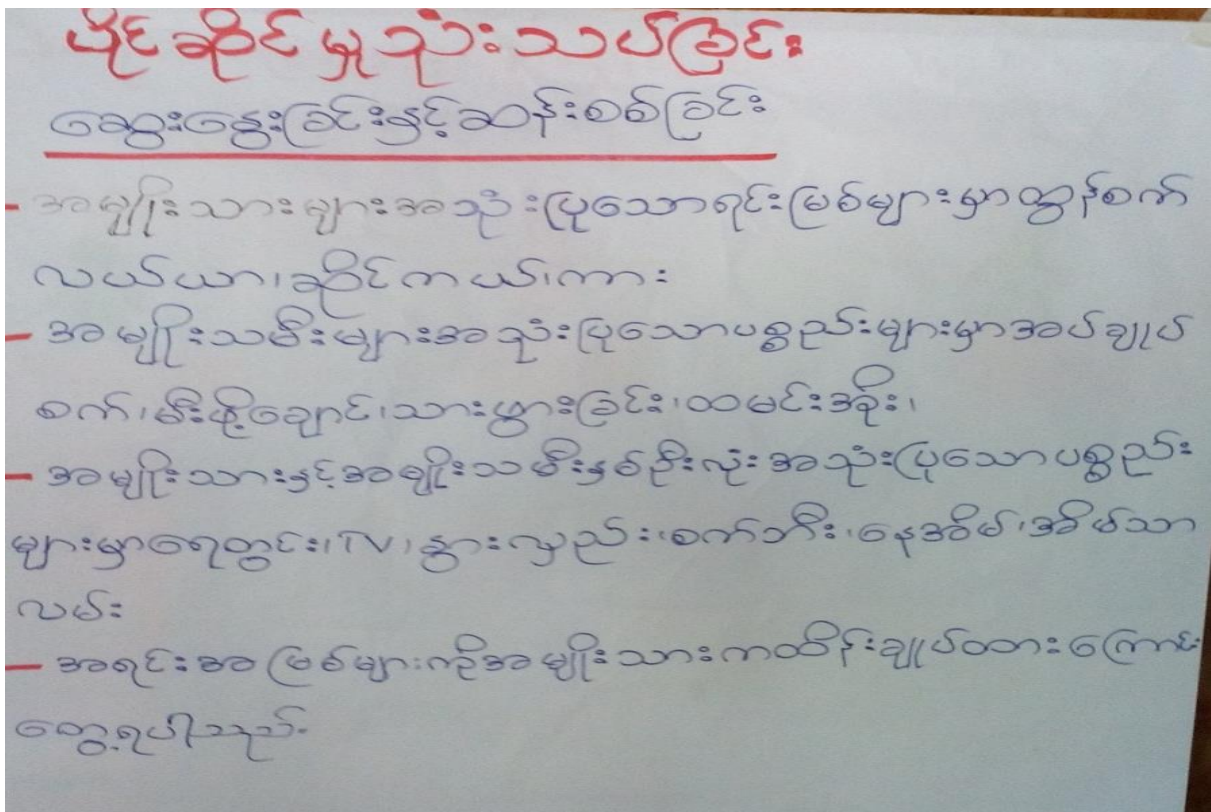 ပိုင်ဆိုင်မှုသုံးသပ်ခြင်း
ဆွေးနွေးခြင်းနှင့်ဆန်းစစ်ခြင်း
- အမျိုးသားများအသုံးပြုသောရင်းမြစ်များမှာထွန်စက်
လယ်ယာ၊ဆိုင်ကယ်၊ကား
- အမျိုးသမီးများအသုံးပြုသောပစ္စည်းများမှာအပ်ချုပ်
စက်၊မီးဖိုချောင်၊သားဖွားခြင်း၊ထမင်းအိုး၊
- အမျိုးသားနှင့်အမျိုးသမီးနှစ်ဦးလုံးအသုံးပြုသောပစ္စည်း
များမှာရေတွင်း၊TV၊နွားလှည်း၊စက်ဘီး၊နေအိမ်၊အိမ်သာ
လမ်း
- အရင်းအမြစ်များကိုအမျိုးသားကထိန်းချုပ်ထားကြောင်း
တွေ့ရပါသည်-